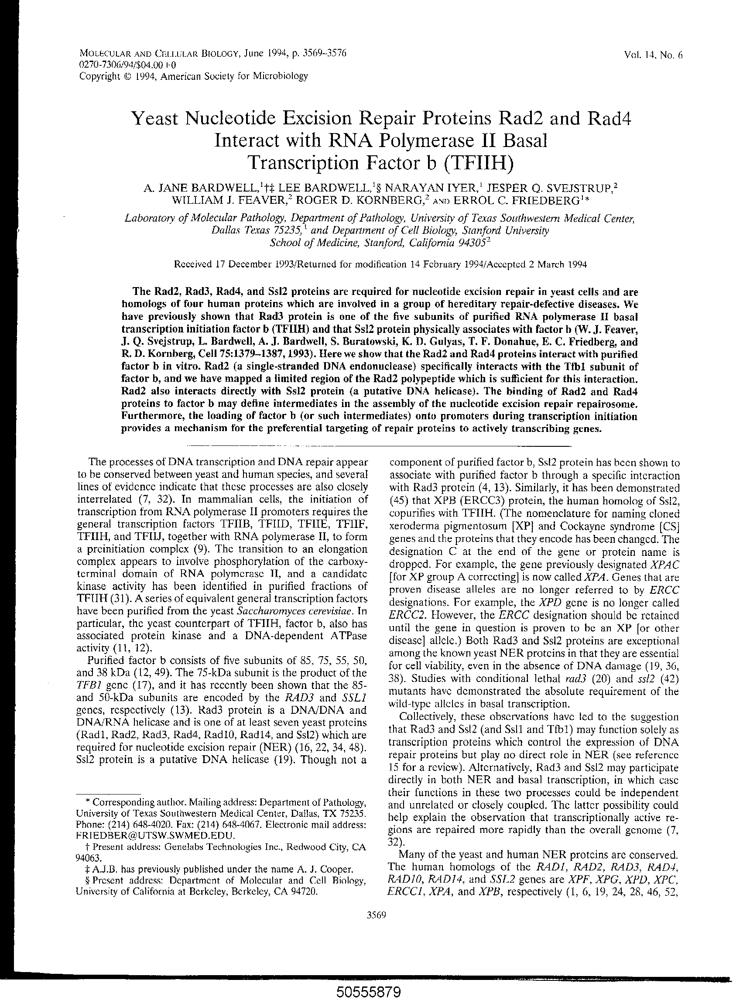 MOLECULAR AND CELLULAR BIOLOGY, June 1994, p. 3569–3576
Vol. 14, No. 6
0270-7306/94/$04.00+0
Copyright © 1994, American Society for Microbiology
Yeast Nucleotide Excision Repair Proteins Rad2 and Rad4
Interact with RNA Polymerase II Basal
Transcription Factor b (TFIIH)
A. JANE BARDWELL,¹†‡ LEE BARDWELL,¹§ NARAYAN IYER,¹ JESPER Q. SVEJSTRUP,²
WILLIAM J. FEAVER,² ROGER D. KORNBERG,² AND ERROL C. FRIEDBERG¹*
Laboratory of Molecular Pathology, Department of Pathology, University of Texas Southwestern Medical Center,
Dallas Texas 75235,¹ and Department of Cell Biology, Stanford University
School of Medicine, Stanford, California 94305²
Received 17 December 1993/Returned for modification 14 February 1994/Accepted 2 March 1994
The Rad2, Rad3, Rad4, and Ssl2 proteins are required for nucleotide excision repair in yeast cells and are
homologs of four human proteins which are involved in a group of hereditary repair-defective diseases. We
have previously shown that Rad3 protein is one of the five subunits of purified RNA polymerase II basal
transcription initiation factor b (TFIIH) and that Ssl2 protein physically associates with factor b (W. J. Feaver,
J. Q. Svejstrup, L. Bardwell, A. J. Bardwell, S. Buratowski, K. D. Gulyas, T. F. Donahue, E. C. Friedberg, and
R. D. Kornberg, Cell 75:1379–1387, 1993). Here we show that the Rad2 and Rad4 proteins interact with purified
factor b in vitro. Rad2 (a single-stranded DNA endonuclease) specifically interacts with the Tfb1 subunit of
factor b, and we have mapped a limited region of the Rad2 polypeptide which is sufficient for this interaction.
Rad2 also interacts directly with Ssl2 protein (a putative DNA helicase). The binding of Rad2 and Rad4
proteins to factor b may define intermediates in the assembly of the nucleotide excision repair repairosome.
Furthermore, the loading of factor b (or such intermediates) onto promoters during transcription initiation
provides a mechanism for the preferential targeting of repair proteins to actively transcribing genes.
The processes of DNA transcription and DNA repair appear
to be conserved between yeast and human species, and several
lines of evidence indicate that these processes are also closely
interrelated (7, 32). In mammalian cells, the initiation of
transcription from RNA polymerase II promoters requires the
general transcription factors TFIIB, TFIID, TFIIE, TFIIF,
TFIIH, and TFIIJ, together with RNA polymerase II, to form
a preinitiation complex (9). The transition to an elongation
complex appears to involve phosphorylation of the carboxy-
terminal domain of RNA polymerase II, and a candidate
kinase activity has been identified in purified fractions of
TFIIH (31). A series of equivalent general transcription factors
have been purified from the yeast Saccharomyces cerevisiae. In
particular, the yeast counterpart of TFIIH, factor b, also has
associated protein kinase and a DNA-dependent ATPase
activity (11, 12).
Purified factor b consists of five subunits of 85, 75, 55, 50,
and 38 kDa (12, 49). The 75-kDa subunit is the product of the
TFB1 gene (17), and it has recently been shown that the 85-
and 50-kDa subunits are encoded by the RAD3 and SSL1
genes, respectively (13). Rad3 protein is a DNA/DNA and
DNA/RNA helicase and is one of at least seven yeast proteins
(Rad1, Rad2, Rad3, Rad4, Rad10, Rad14, and Ssl2) which are
required for nucleotide excision repair (NER) (16, 22, 34, 48).
Ssl2 protein is a putative DNA helicase (19). Though not a
* Corresponding author. Mailing address: Department of Pathology,
University of Texas Southwestern Medical Center, Dallas, TX 75235.
Phone: (214) 648-4020. Fax: (214) 648-4067. Electronic mail address:
FRIEDBER@UTSW.SWMED.EDU.
† Present address: Genelabs Technologies Inc., Redwood City, CA
94063.
‡ A.J.B. has previously published under the name A. J. Cooper.
§ Present address: Department of Molecular and Cell Biology,
University of California at Berkeley, Berkeley, CA 94720.
component of purified factor b, Ssl2 protein has been shown to
associate with purified factor b through a specific interaction
with Rad3 protein (4, 13). Similarly, it has been demonstrated
(45) that XPB (ERCC3) protein, the human homolog of Ssl2,
copurifies with TFIIH. (The nomenclature for naming cloned
xeroderma pigmentosum [XP] and Cockayne syndrome [CS]
genes and the proteins that they encode has been changed. The
designation C at the end of the gene or protein name is
dropped. For example, the gene previously designated XPAC
[for XP group A correcting] is now called XPA. Genes that are
proven disease alleles are no longer referred to by ERCC
designations. For example, the XPD gene is no longer called
ERCC2. However, the ERCC designation should be retained
until the gene in question is proven to be an XP [or other
disease] allele.) Both Rad3 and Ssl2 proteins are exceptional
among the known yeast NER proteins in that they are essential
for cell viability, even in the absence of DNA damage (19, 36,
38). Studies with conditional lethal rad3 (20) and ssl2 (42)
mutants have demonstrated the absolute requirement of the
wild-type alleles in basal transcription.
Collectively, these observations have led to the suggestion
that Rad3 and Ssl2 (and Ssl1 and Tfb1) may function solely as
transcription proteins which control the expression of DNA
repair proteins but play no direct role in NER (see reference
15 for a review). Alternatively, Rad3 and Ssl2 may participate
directly in both NER and basal transcription, in which case
their functions in these two processes could be independent
and unrelated or closely coupled. The latter possibility could
help explain the observation that transcriptionally active re-
gions are repaired more rapidly than the overall genome (7,
32).
Many of the yeast and human NER proteins are conserved.
The human homologs of the RAD1, RAD2, RAD3, RAD4,
RAD10, RAD14, and SSL2 genes are XPF, XPG, XPD, XPC,
ERCC1, XPA, and XPB, respectively (1, 6, 19, 24, 28, 46, 52,
3569
50555879